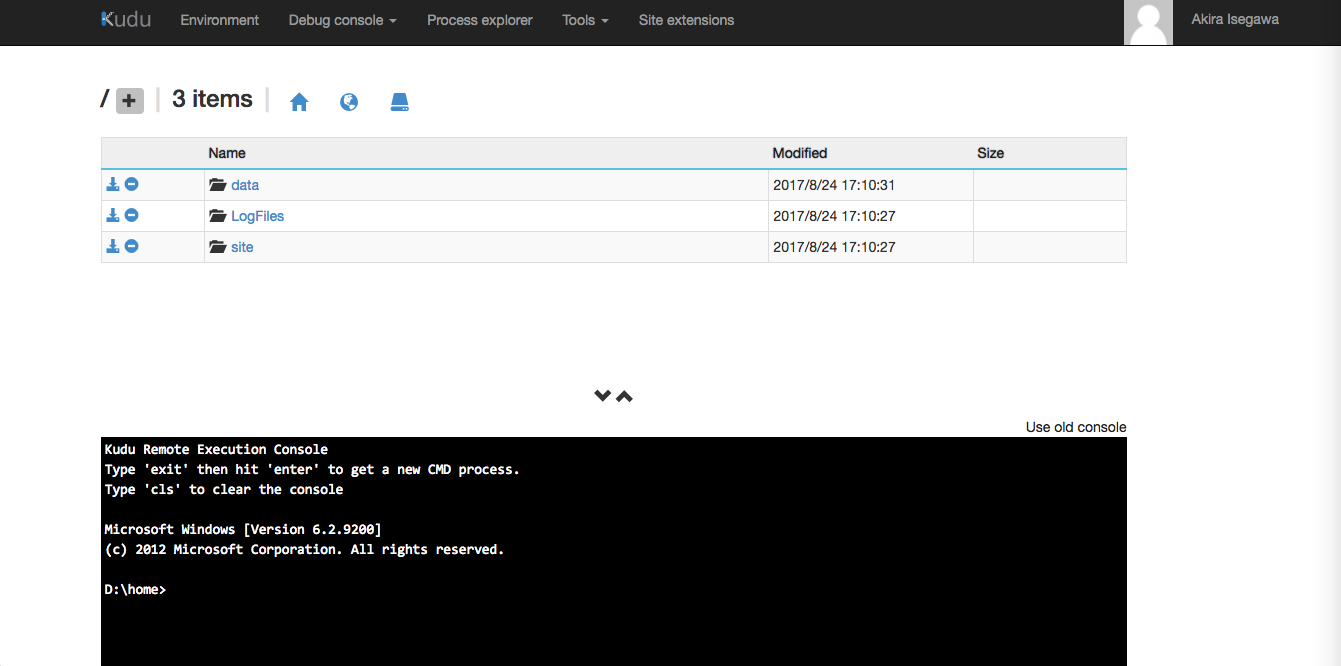 Kudu Environment Debug console Process explorer Tools Site extensions Akira Isegawa
/ + 3 items
Name Modified Size
data 2017/8/24 17:10:31
LogFiles 2017/8/24 17:10:27
site 2017/8/24 17:10:27
Use old console
Kudu Remote Execution Console
Type 'exit' then hit 'enter' to get a new CMD process.
Type 'cls' to clear the console
Microsoft Windows [Version 6.2.9200]
(c) 2012 Microsoft Corporation. All rights reserved.
D:\home>